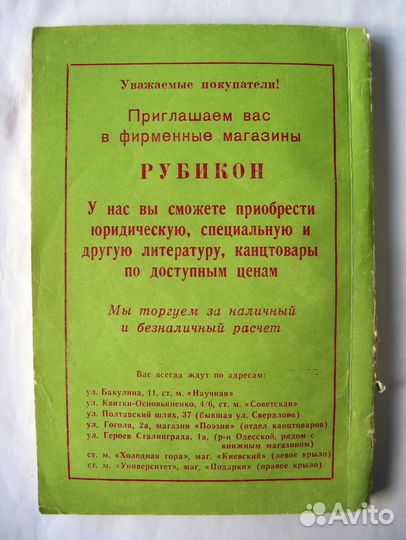 Уважаемые покупатели!
Приглашаем вас
в фирменные магазины
РУБИКОН
У нас вы сможете приобрести
юридическую, специальную и
другую литературу, канцтовары
по доступным ценам
Мы торгуем за наличный
и безналичный расчет
Вас всегда ждут по адресам:
ул. Бакулина, 11, ст. м. «Научная»
ул. Квитки-Основьяненко, 4/6, ст. м. «Советская»
ул. Полтавский шлях, 37 (бывшая ул. Свердлова)
ул. Гоголя, 2а, магазин «Поэзия» (отдел канцтоваров)
ул. Героев Сталинграда, 1а, (р-н Одесской, рядом с
книжным магазином)
ст. м. «Холодная гора», маг. «Киевский» (левое крыло)
ст. м. «Университет», маг. «Подарки» (правое крыло)
Avito